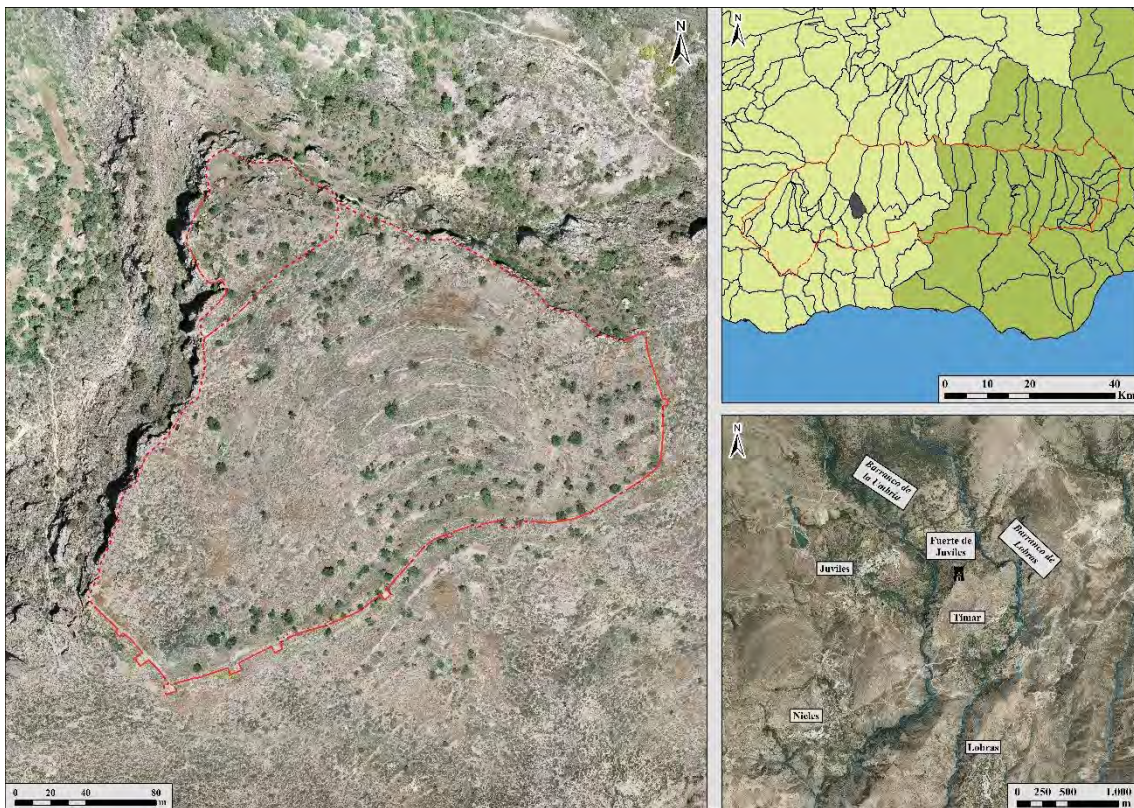 N
0 20 40 80
m
N
0 10 20 40
Km
N
Barranco de
la Umbría
Fuerte de
Juviles
Barranco de
Lobras
Juviles
Tímar
Nieles
Lobras
0 250 500 1.000